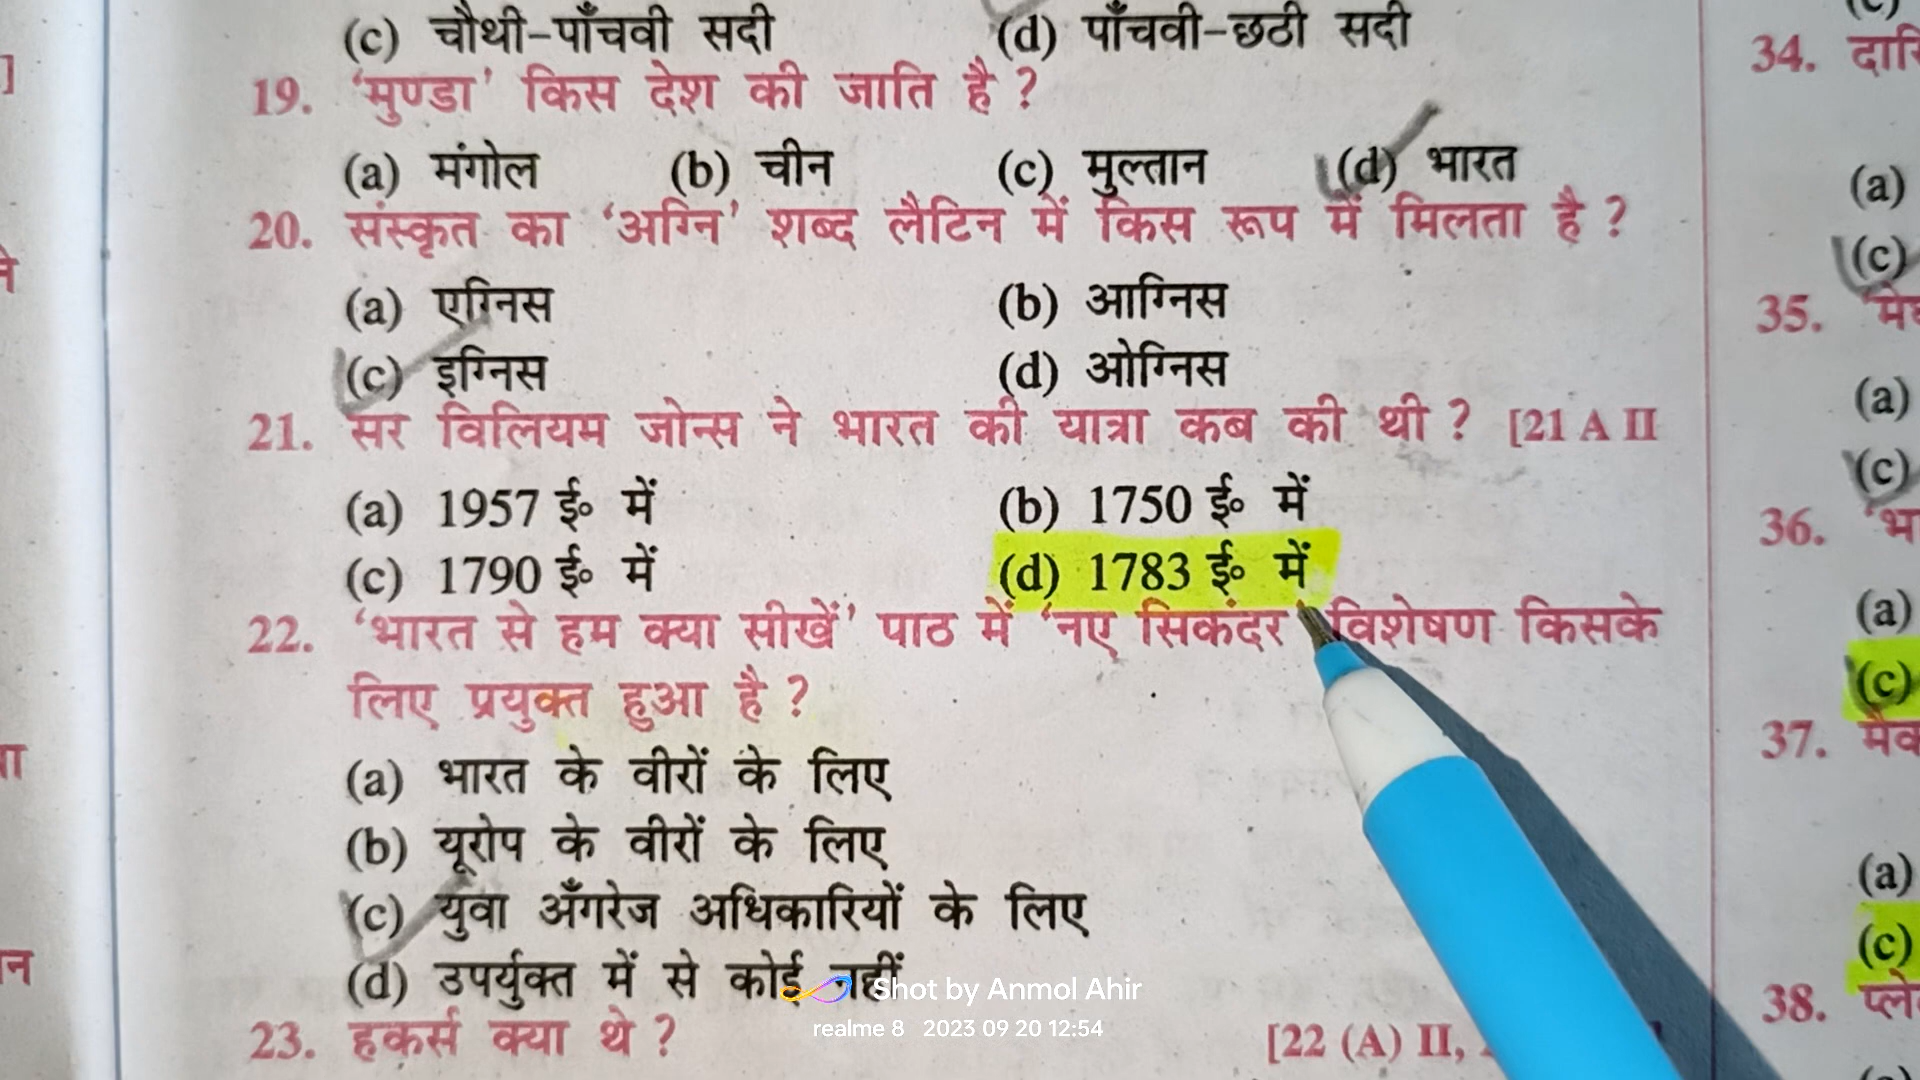 (c) चौथी-पाँचवी सदी (d) पाँचवी-छठी सदी
19. 'मुण्डा' किस देश की जाति है ?
(a) मंगोल (b) चीन (c) मुल्तान (d) भारत
20. संस्कृत का 'अग्नि' शब्द लैटिन में किस रूप में मिलता है ?
(a) एग्निस (b) आग्निस
(c) इग्निस (d) ओग्निस
21. सर विलियम जोन्स ने भारत की यात्रा कब की थी ? [21 A II
(a) 1957 ई॰ में (b) 1750 ई॰ में
(c) 1790 ई॰ में (d) 1783 ई॰ में
22. 'भारत से हम क्या सीखें' पाठ में 'नए सिकंदर' विशेषण किसके
लिए प्रयुक्त हुआ है ?
(a) भारत के वीरों के लिए
(b) यूरोप के वीरों के लिए
(c) युवा अँगरेज अधिकारियों के लिए
(d) उपर्युक्त में से कोई नहीं
23. हकर्स क्या थे ? [22 (A) II,
34.
(a)
(c)
35.
(a)
(c)
36.
(a)
(c)
37.
(a)
(c)
38.
Shot by Anmol Ahir
realme 8 2023 09 20 12:54